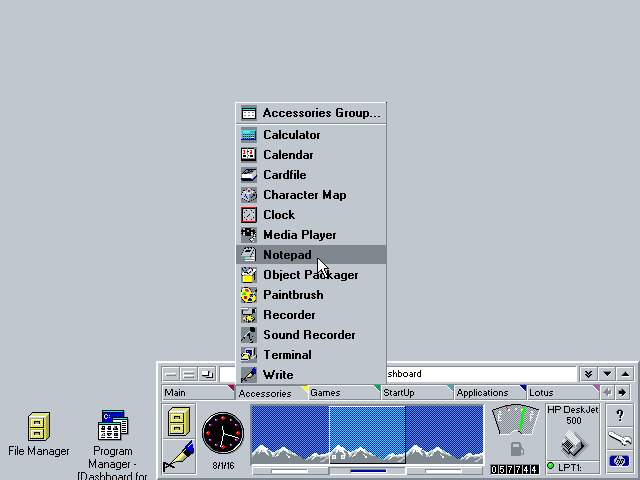 Accessories Group...
Calculator
Calendar
Cardfile
Character Map
Clock
Media Player
Notepad
Object Packager
Paintbrush
Recorder
Sound Recorder
Terminal
Write
shboard
Main
Accessories
Games
StartUp
Applications
Lotus
File Manager
Program
Manager -
[Dashboard for
8/1/16
057744
HP DeskJet
500
LPT1:
?
hp